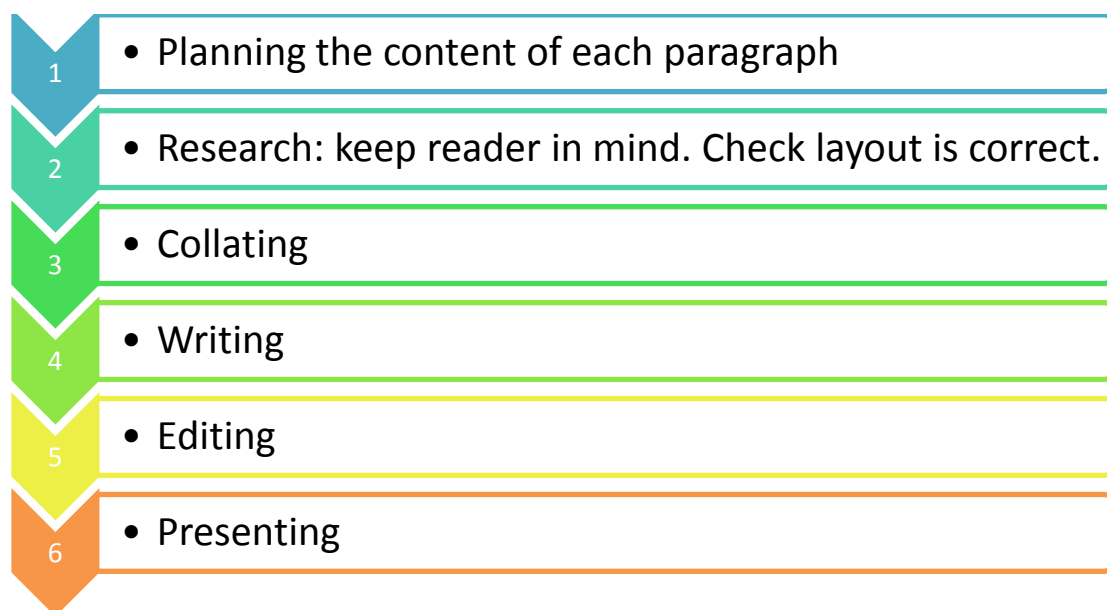 1
• Planning the content of each paragraph
2
• Research: keep reader in mind. Check layout is correct.
3
• Collating
4
• Writing
5
• Editing
6
• Presenting